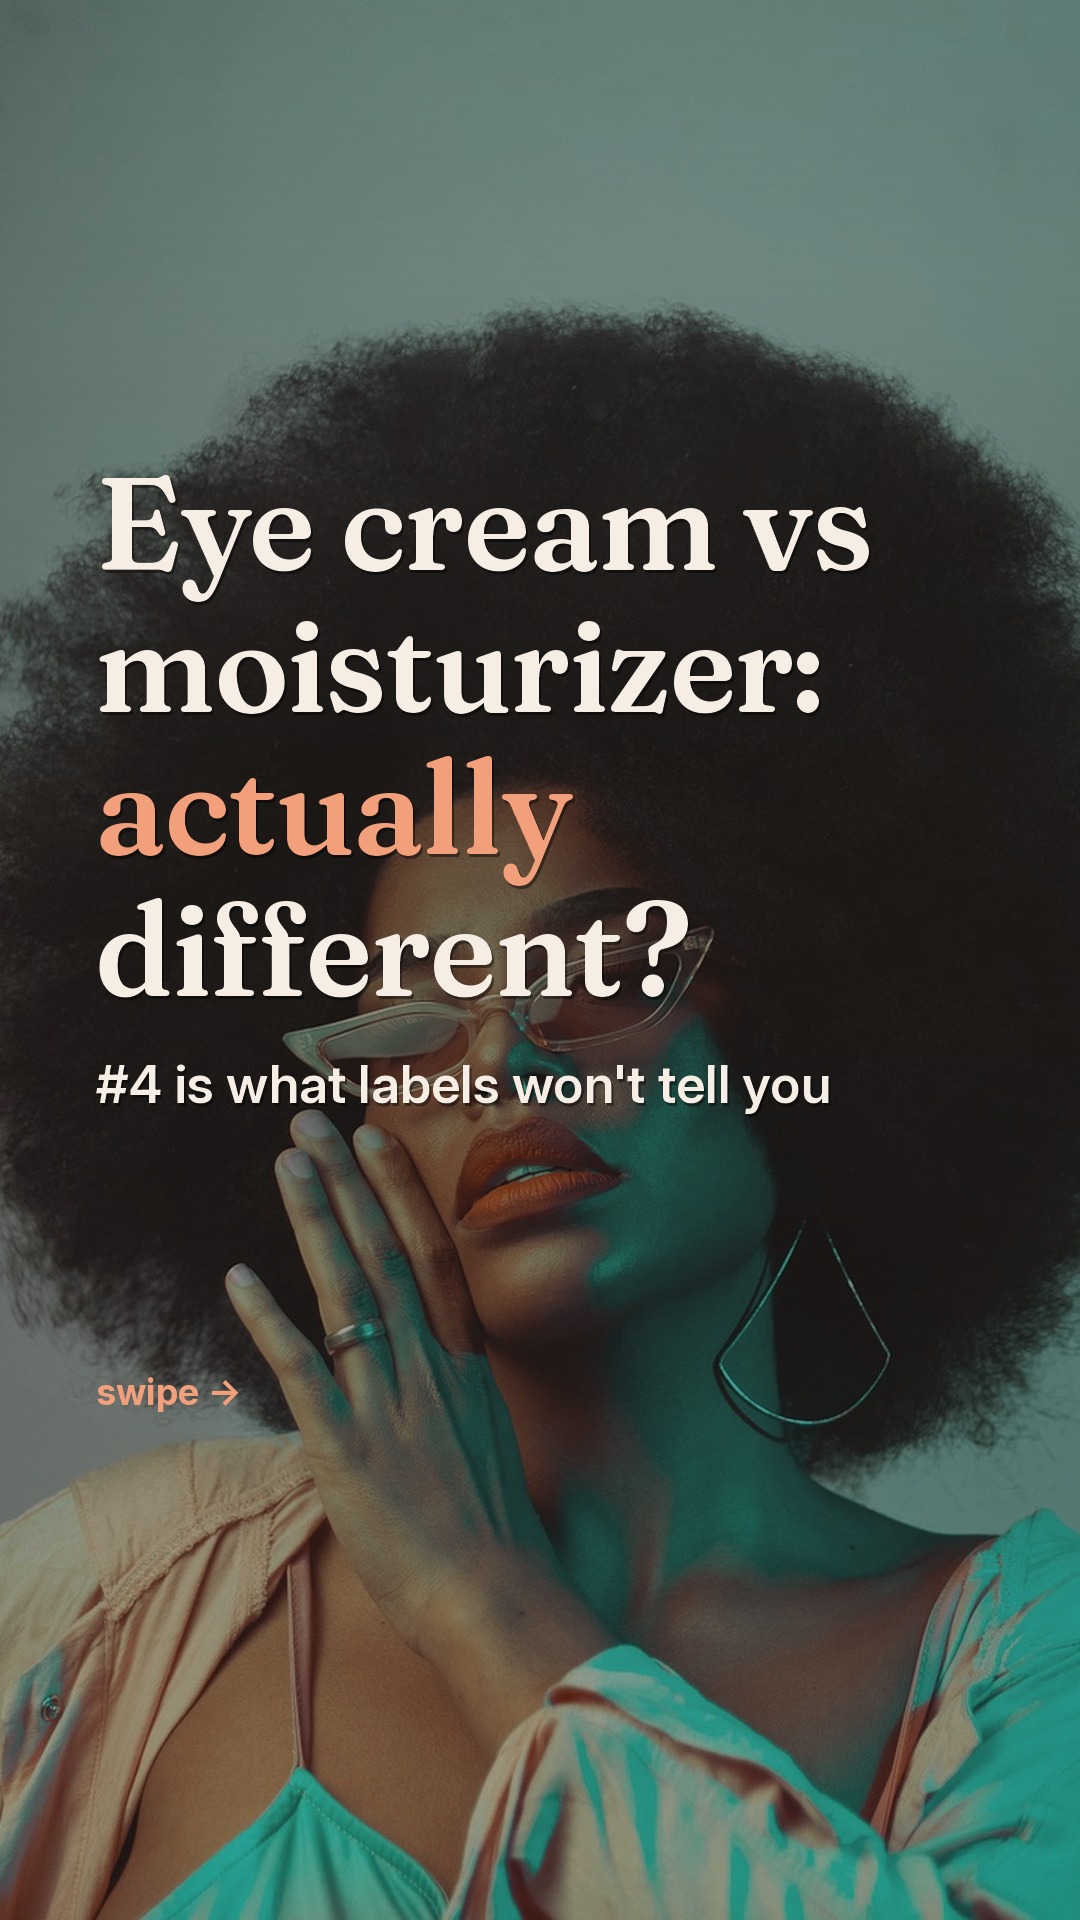 Eye cream vs
moisturizer:
actually
different?
#4 is what labels won't tell you
swipe →